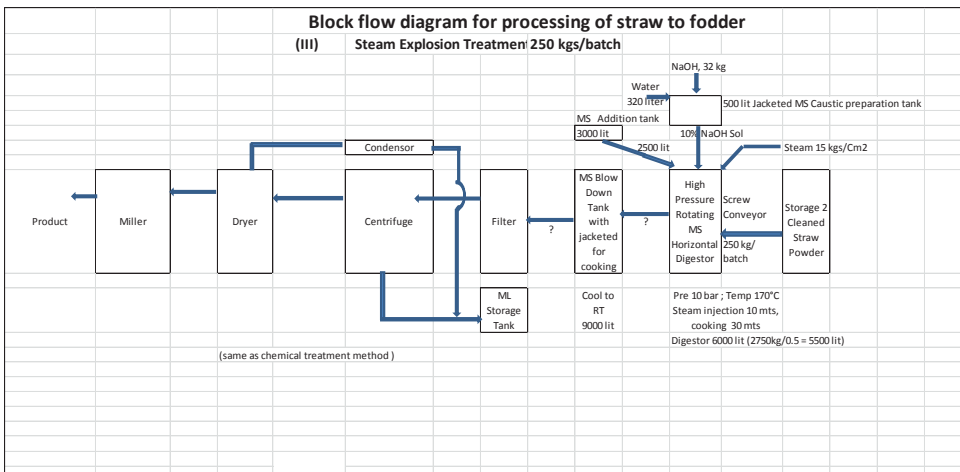 Block flow diagram for processing of straw to fodder
(III) Steam Explosion Treatment 250 kgs/batch
NaOH, 32 kg
Water
320 liter
500 lit Jacketed MS Caustic preparation tank
MS Addition tank
3000 lit
10% NaOH Sol
2500 lit
Steam 15 kgs/Cm2
Condensor
Product
Miller
Dryer
Centrifuge
Filter
?
MS Blow
Down
Tank
with
jacketed
for
cooking
?
High
Pressure
Rotating
MS
Horizontal
Digestor
Screw
Conveyor
250 kg/
batch
Storage 2
Cleaned
Straw
Powder
ML
Storage
Tank
Cool to
RT
9000 lit
Pre 10 bar ; Temp 170°C
Steam injection 10 mts,
cooking 30 mts
Digestor 6000 lit (2750kg/0.5 = 5500 lit)
(same as chemical treatment method )